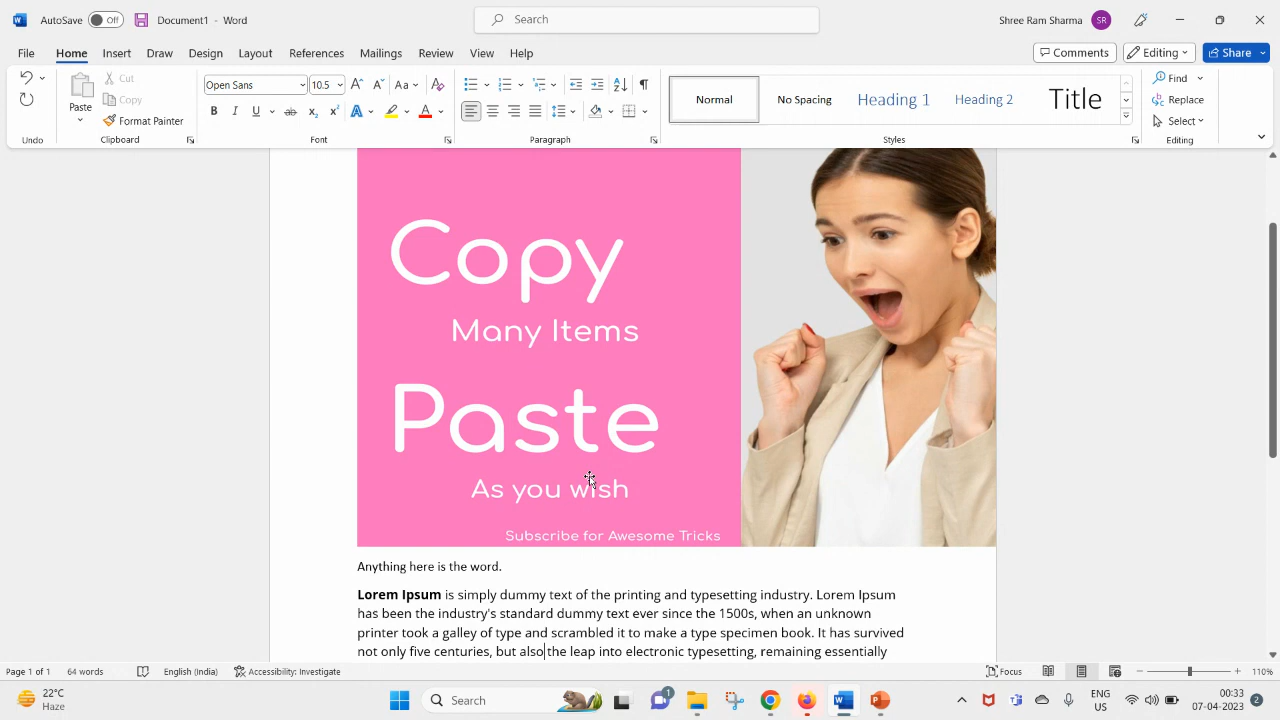 AutoSave Off Document1 - Word Search Shree Ram Sharma SR
File Home Insert Draw Design Layout References Mailings Review View Help Comments Editing Share
Paste Cut Copy Format Painter
Open Sans 10.5
Normal No Spacing Heading 1 Heading 2 Title
Find Replace Select
Undo Clipboard Font Paragraph Styles Editing
Copy
Many Items
Paste
As you wish
Subscribe for Awesome Tricks
Anything here is the word.
Lorem Ipsum is simply dummy text of the printing and typesetting industry. Lorem Ipsum
has been the industry's standard dummy text ever since the 1500s, when an unknown
printer took a galley of type and scrambled it to make a type specimen book. It has survived
not only five centuries, but also the leap into electronic typesetting, remaining essentially
Page 1 of 1 64 words English (India) Accessibility: Investigate Focus 110%
22°C
Haze
Search
1
ENG
US
00:33
07-04-2023
2